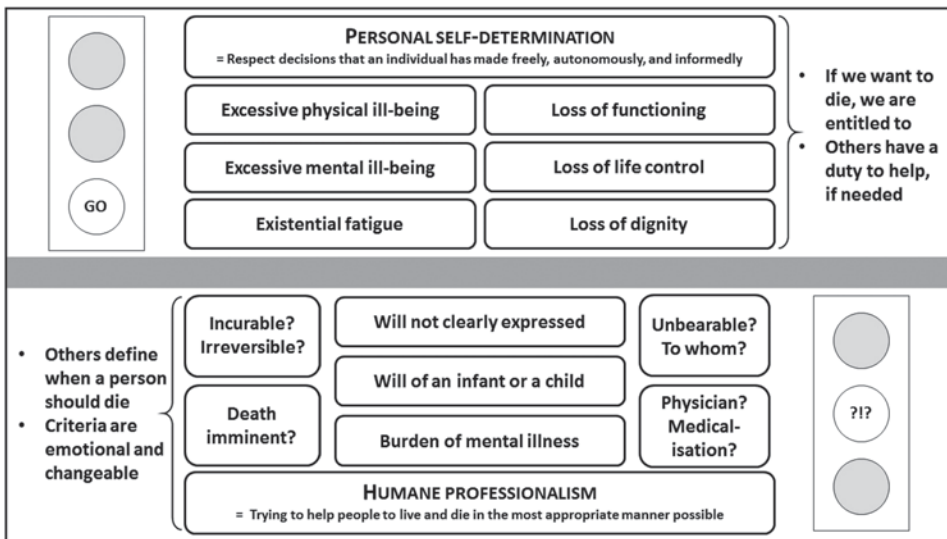 PERSONAL SELF-DETERMINATION
= Respect decisions that an individual has made freely, autonomously, and informedly
Excessive physical ill-being
Loss of functioning
Excessive mental ill-being
Loss of life control
Existential fatigue
Loss of dignity
GO
• If we want to
die, we are
entitled to
• Others have a
duty to help,
if needed
• Others define
when a person
should die
• Criteria are
emotional and
changeable
Incurable?
Irreversible?
Death
imminent?
Will not clearly expressed
Will of an infant or a child
Burden of mental illness
Unbearable?
To whom?
Physician?
Medical-
isation?
?!?
HUMANE PROFESSIONALISM
= Trying to help people to live and die in the most appropriate manner possible